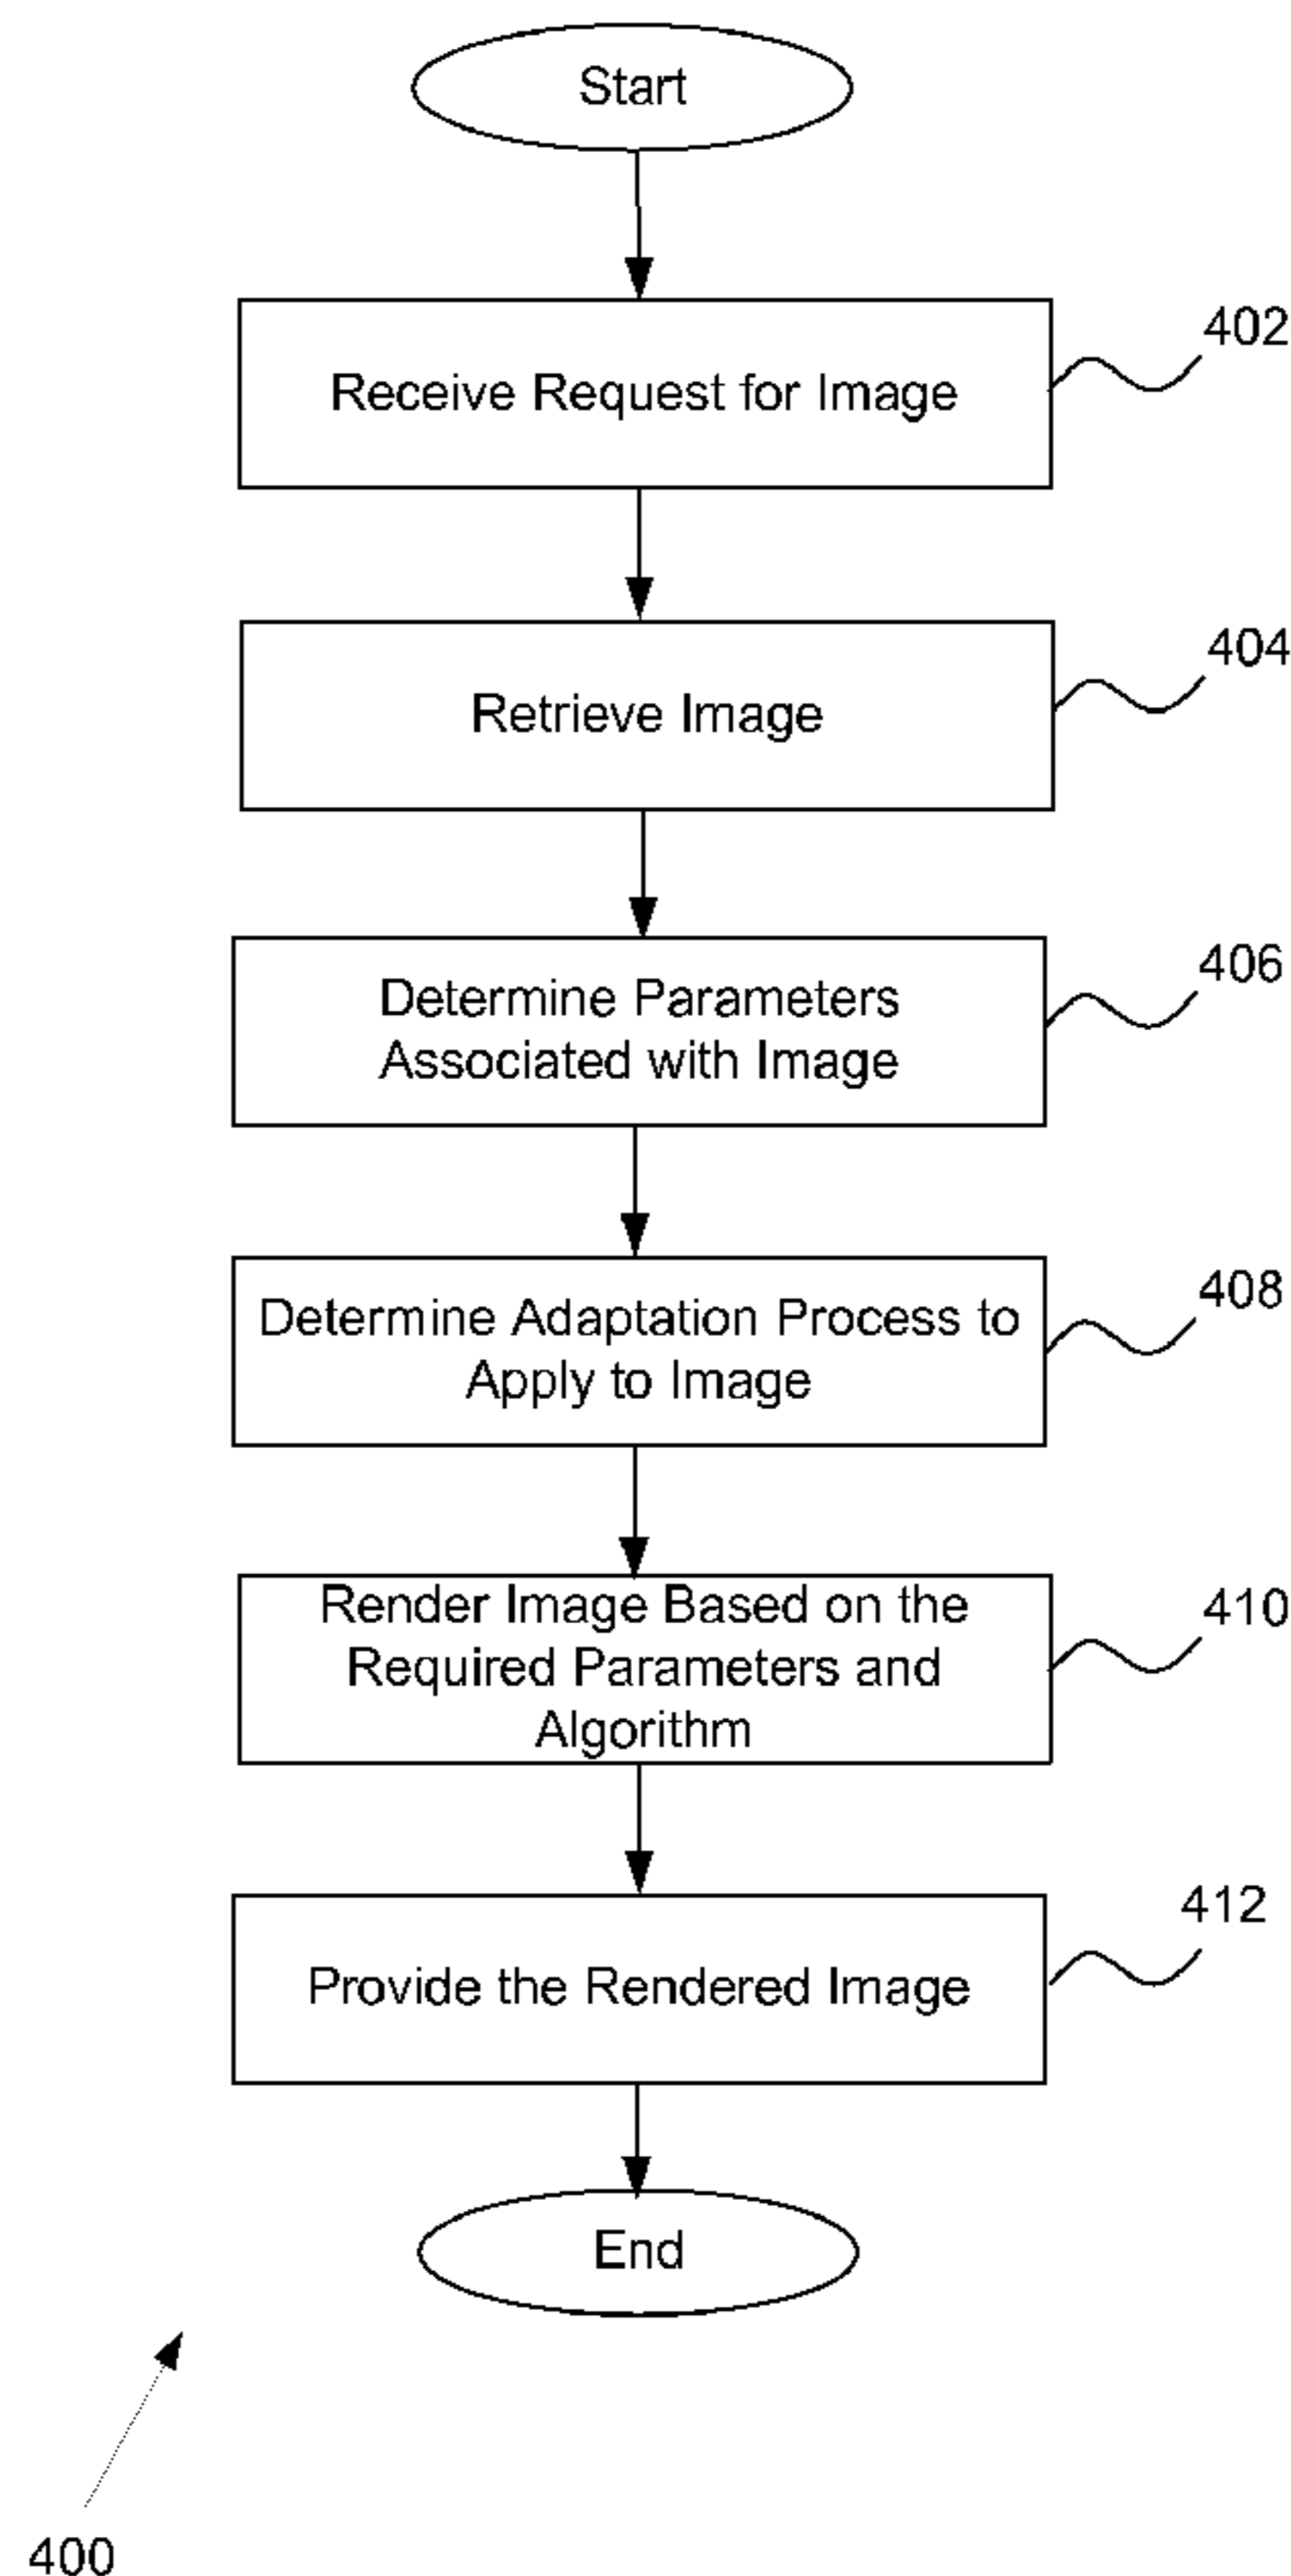 Start
402
Receive Request for Image
404
Retrieve Image
406
Determine Parameters
Associated with Image
408
Determine Adaptation Process to
Apply to Image
410
Render Image Based on the
Required Parameters and
Algorithm
412
Provide the Rendered Image
End
400